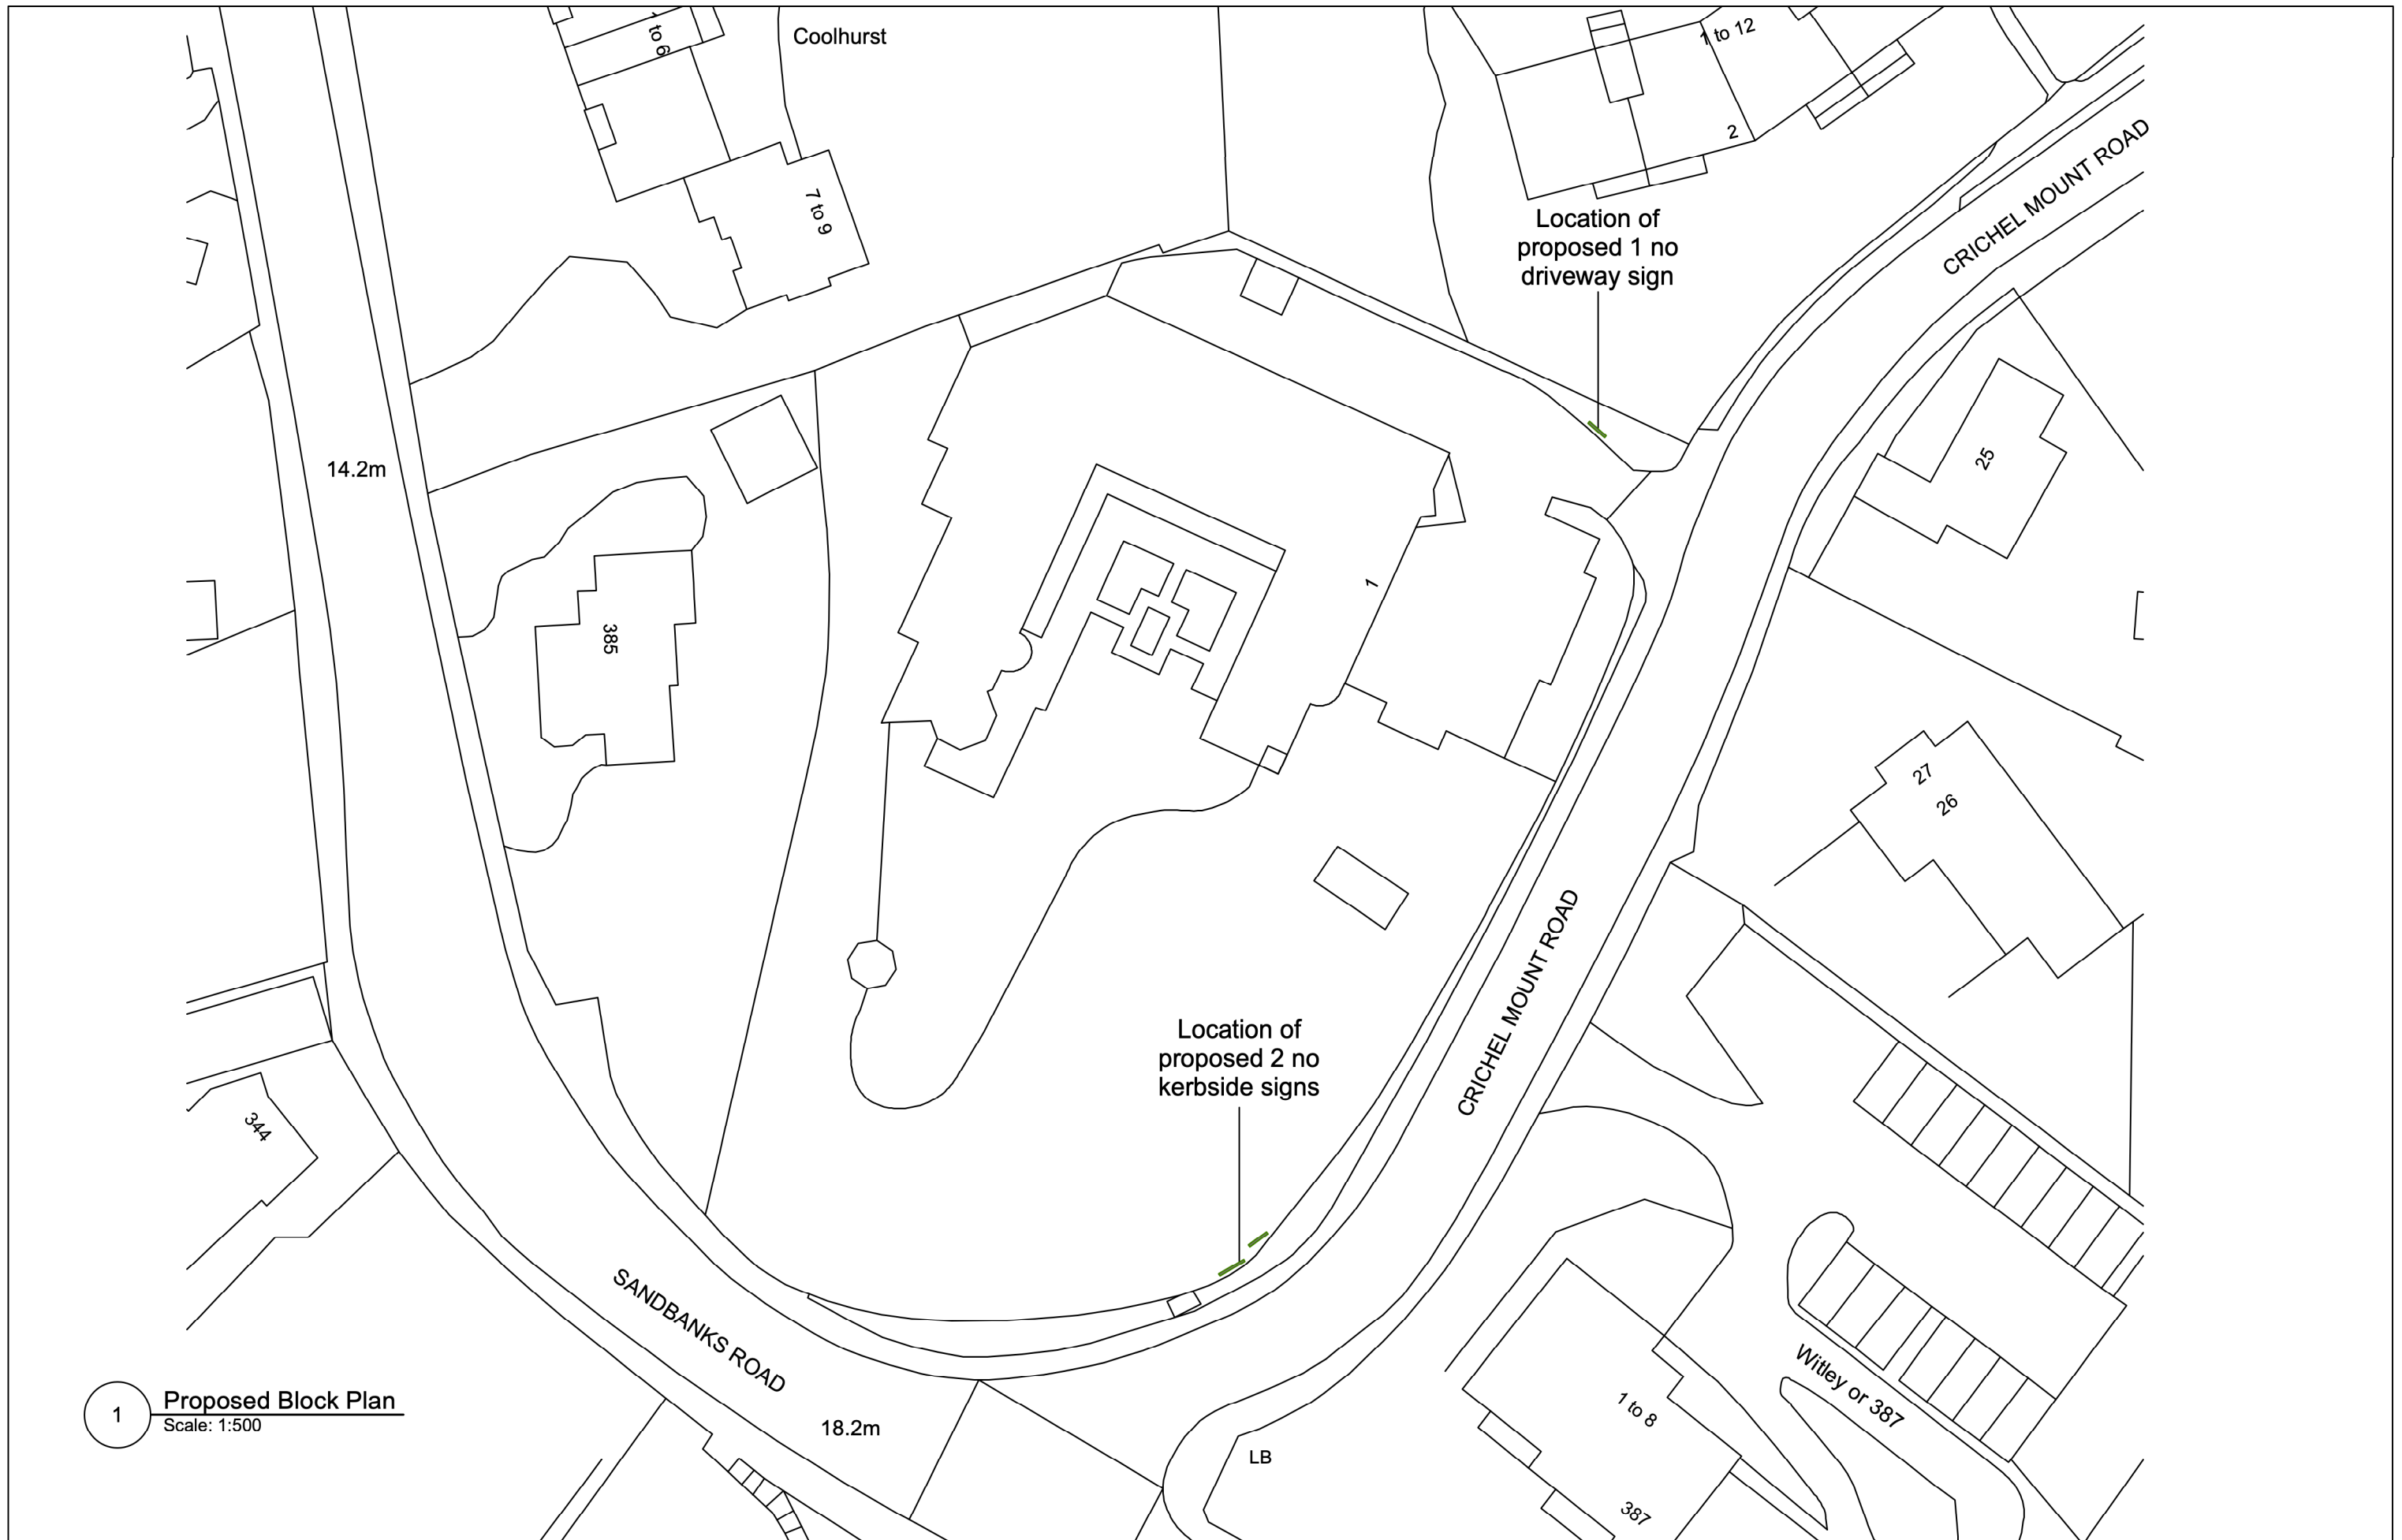 1 to 6
Coolhurst
1 to 12
2
7 to 9
CRICHEL MOUNT ROAD
Location of
proposed 1 no
driveway sign
14.2m
25
385
1
27
26
CRICHEL MOUNT ROAD
Location of
proposed 2 no
kerbside signs
344
SANDBANKS ROAD
Witley or 387
1 to 8
1
Proposed Block Plan
Scale: 1:500
18.2m
LB
387